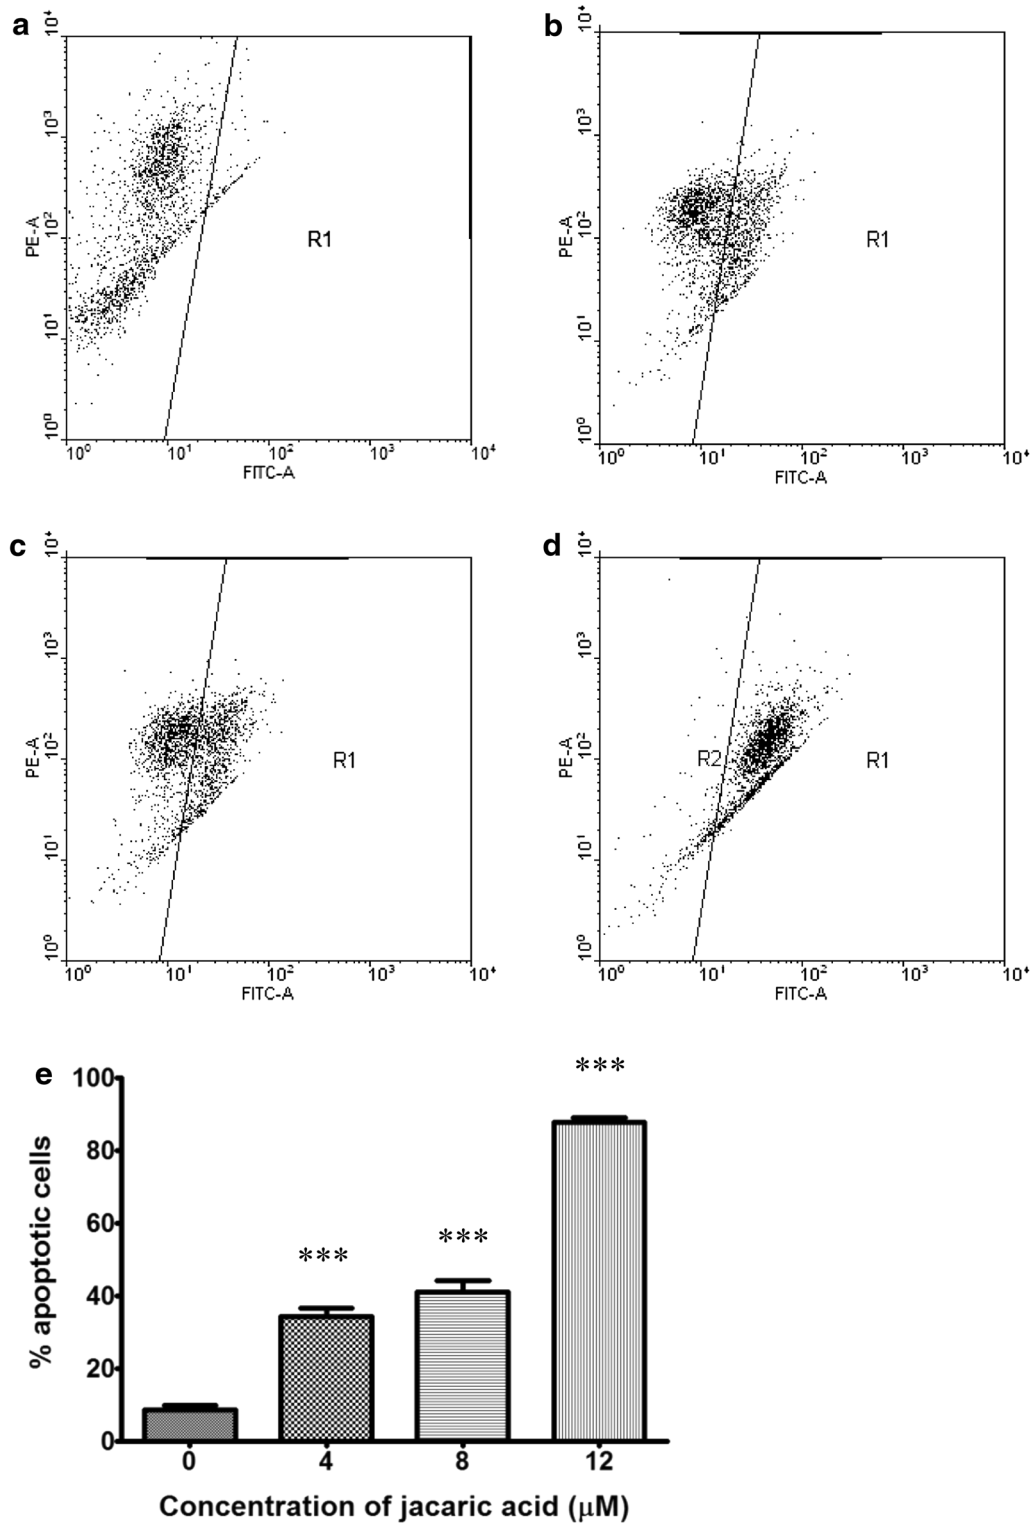 a
10⁴
10³
10²
10¹
10⁰
PE-A
R1
10⁰ 10¹ 10² 10³ 10⁴
FITC-A
b
10⁴
10³
10²
10¹
10⁰
PE-A
R1
10⁰ 10¹ 10² 10³ 10⁴
FITC-A
c
10⁴
10³
10²
10¹
10⁰
PE-A
R1
10⁰ 10¹ 10² 10³ 10⁴
FITC-A
d
10⁴
10³
10²
10¹
10⁰
PE-A
R2
R1
10⁰ 10¹ 10² 10³ 10⁴
FITC-A
e
% apoptotic cells
100
80
60
40
20
0
***
***
***
0 4 8 12
Concentration of jacaric acid (μM)